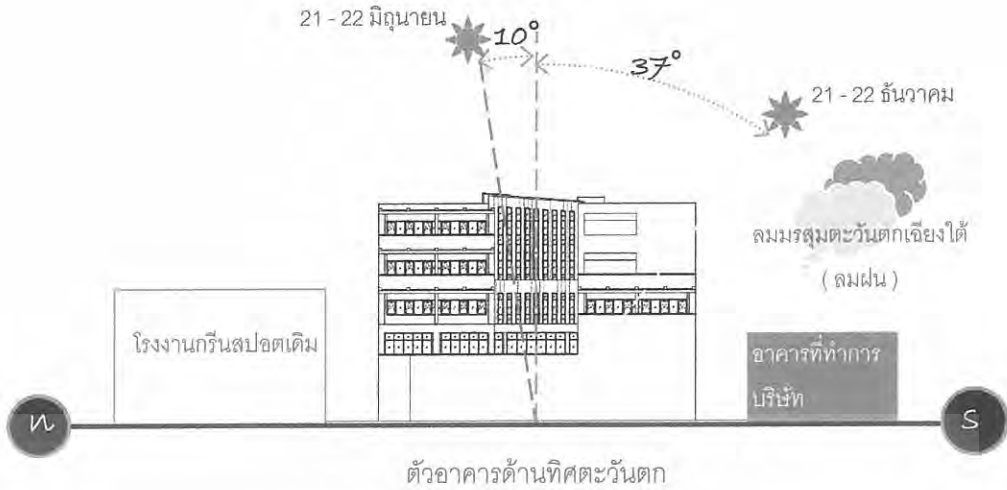 21 - 22 มิถุนายน
10°
37°
21 - 22 ธันวาคม
ลมมรสุมตะวันตกเฉียงใต้
( ลมฝน )
โรงงานกรีนสปอตเดิม
อาคารที่ทำการ
บริษัท
N
S
ตัวอาคารด้านทิศตะวันตก